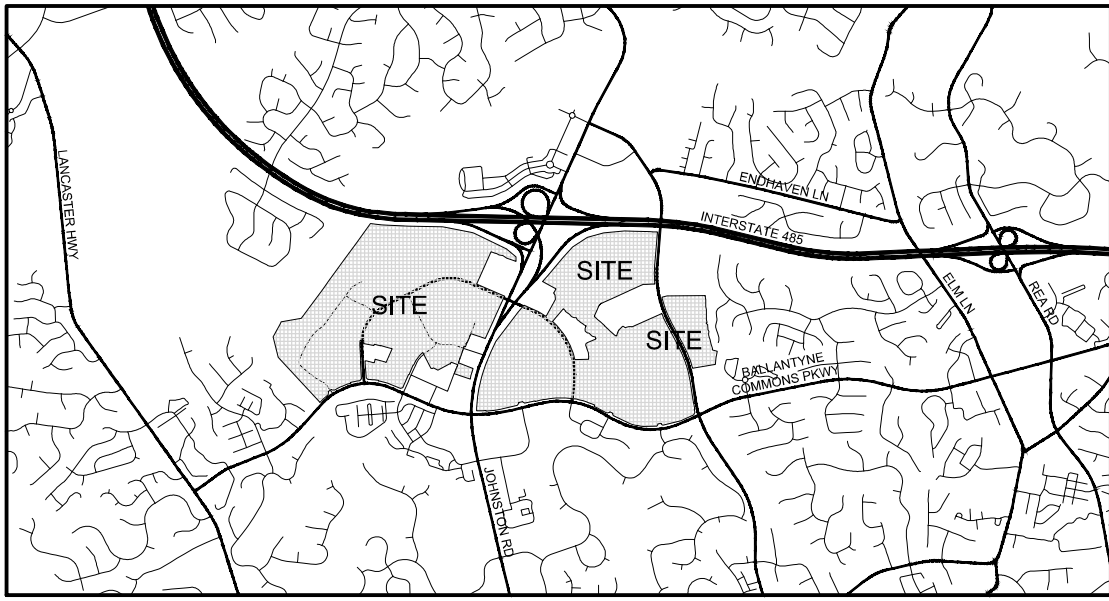 LANCASTER HWY
ENDHAVEN LN
INTERSTATE 485
SITE
SITE
SITE
ELM LN
REA RD
BALLANTYNE
COMMONS PKWY
JOHNSTON RD